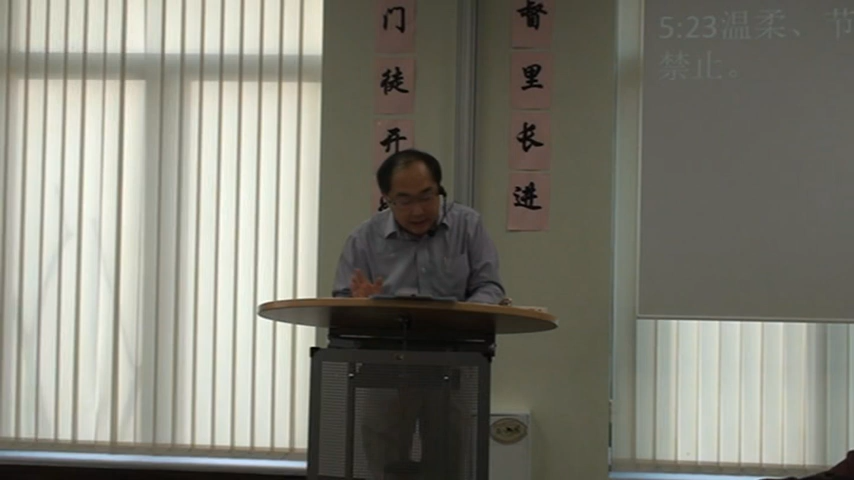 门
徒
开
督
里
长
进
5:23温柔、节
禁止。